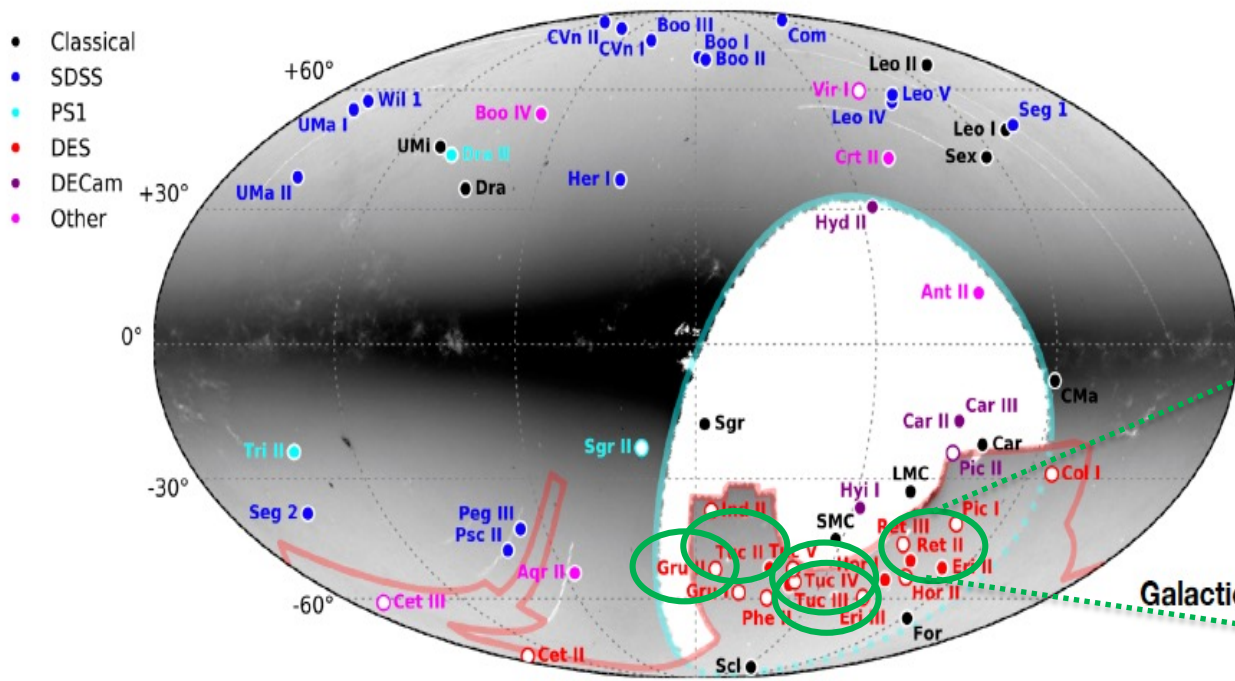 Classical
SDSS
PS1
DES
DECam
Other
+60°
+30°
0°
-30°
-60°
CVn II
CVn I
Boo III
Boo I
Boo II
Com
Leo II
Vir I
Leo V
Leo IV
Seg 1
Leo I
Wil 1
UMa I
Boo IV
UMi
Dra II
Crt II
Sex
Dra
Her I
UMa II
Hyd II
Ant II
CMa
Sgr
Car III
Car II
Car
Tri II
Sgr II
Pic II
Col I
LMC
Ind II
Hyi I
Pic I
Seg 2
Peg III
SMC
Ret III
Psc II
Ret II
Tuc II
Tuc V
Hor I
Gru II
Eri II
Aqr II
Tuc IV
Gru I
Tuc III
Hor II
Cet III
Phe II
Eri III
For
Galactic
Cet II
Scl